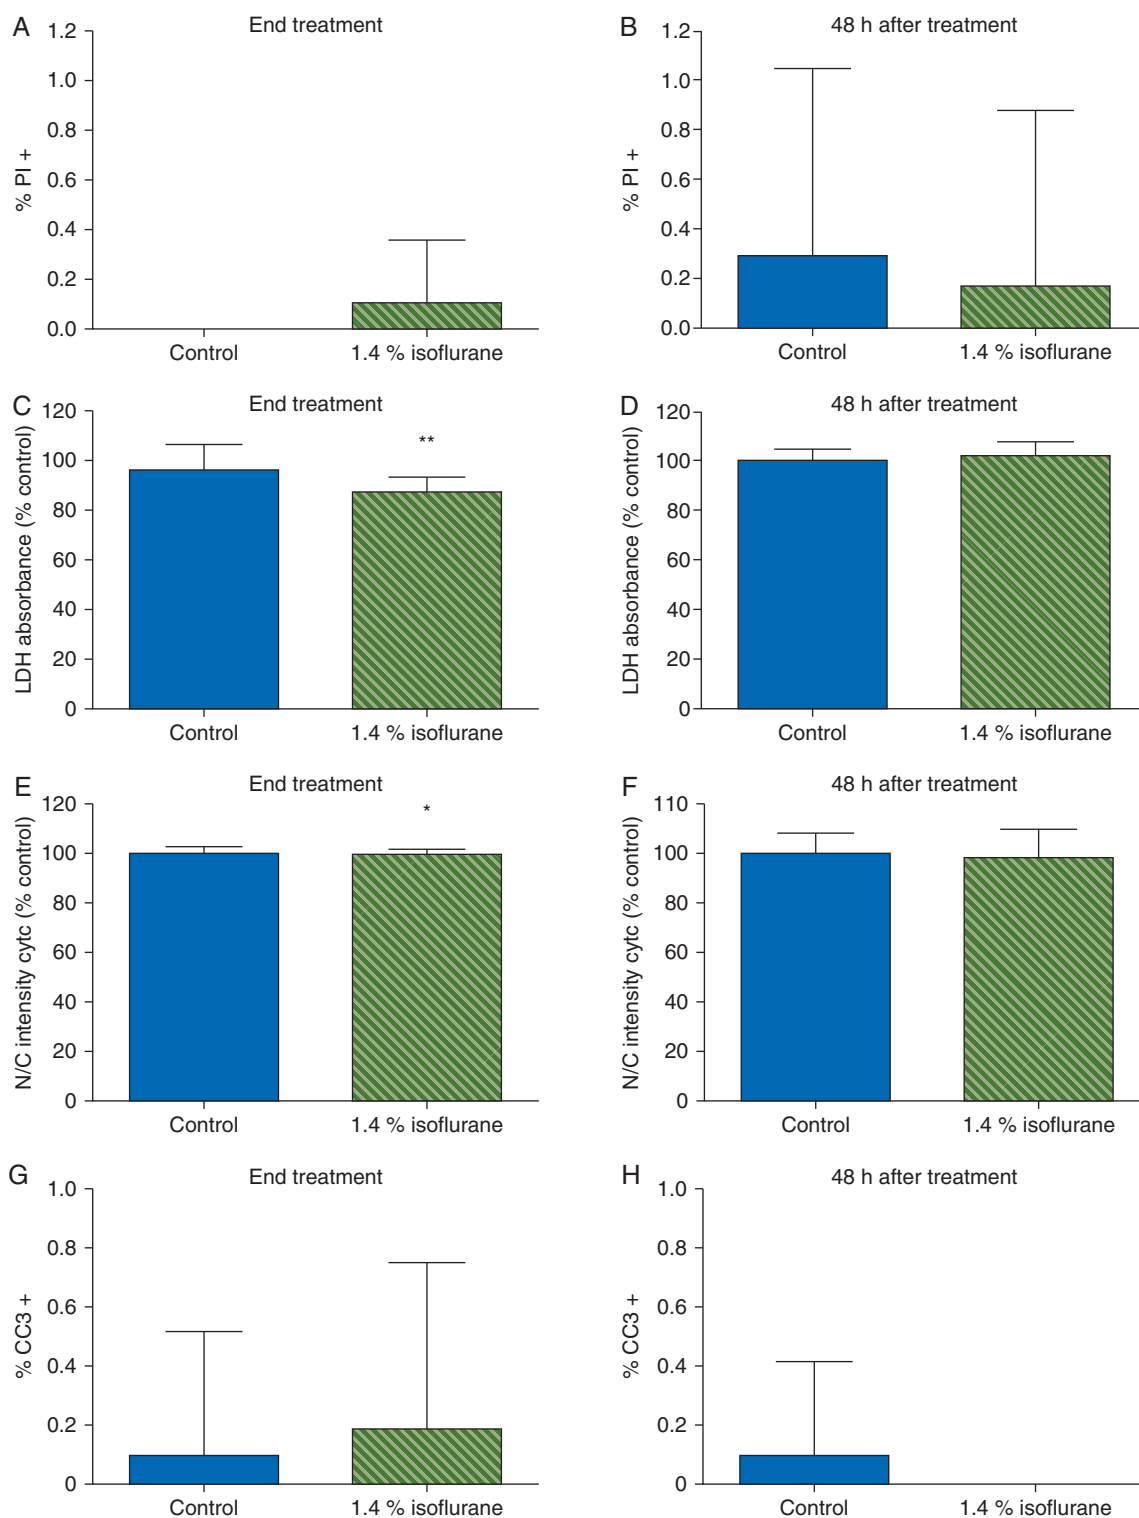 A
End treatment
% PI +
1.2
1.0
0.8
0.6
0.4
0.2
0.0
Control
1.4 % isoflurane
B
48 h after treatment
% PI +
1.2
1.0
0.8
0.6
0.4
0.2
0.0
Control
1.4 % isoflurane
C
End treatment
LDH absorbance (% control)
120
100
80
60
40
20
0
**
Control
1.4 % isoflurane
D
48 h after treatment
LDH absorbance (% control)
120
100
80
60
40
20
0
Control
1.4 % isoflurane
E
End treatment
N/C intensity cytc (% control)
120
100
80
60
40
20
0
*
Control
1.4 % isoflurane
F
48 h after treatment
N/C intensity cytc (% control)
110
100
80
60
40
20
0
Control
1.4 % isoflurane
G
End treatment
% CC3 +
1.0
0.8
0.6
0.4
0.2
0
Control
1.4 % isoflurane
H
48 h after treatment
% CC3 +
1.0
0.8
0.6
0.4
0.2
0
Control
1.4 % isoflurane